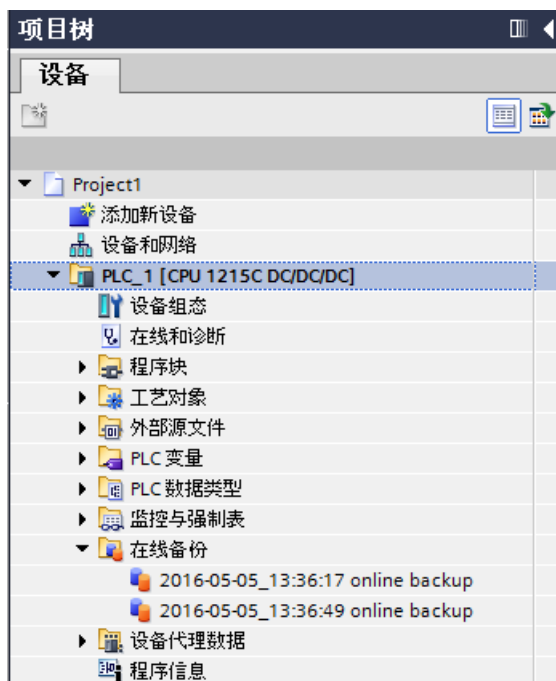 项目树
设备
Project1
添加新设备
设备和网络
PLC_1 [CPU 1215C DC/DC/DC]
设备组态
在线和诊断
程序块
工艺对象
外部源文件
PLC 变量
PLC 数据类型
监控与强制表
在线备份
2016-05-05_13:36:17 online backup
2016-05-05_13:36:49 online backup
设备代理数据
程序信息